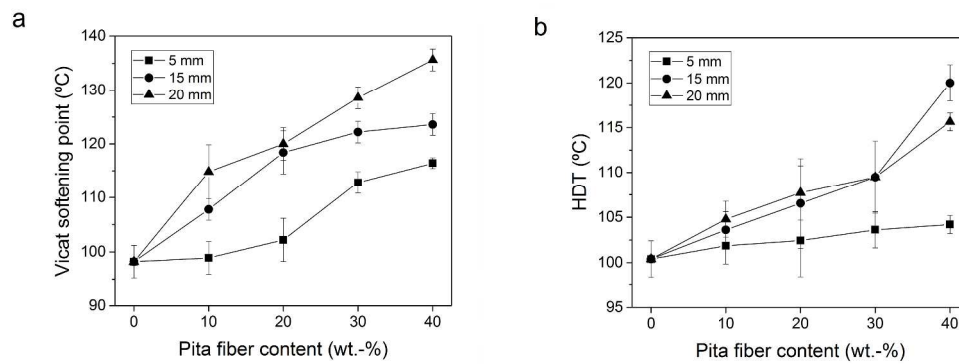 a
Vicat softening point (ºC)
140
130
120
110
100
90
5 mm
15 mm
20 mm
0 10 20 30 40
Pita fiber content (wt.-%)
b
HDT (ºC)
125
120
115
110
105
100
95
5 mm
15 mm
20 mm
0 10 20 30 40
Pita fiber content (wt.-%)